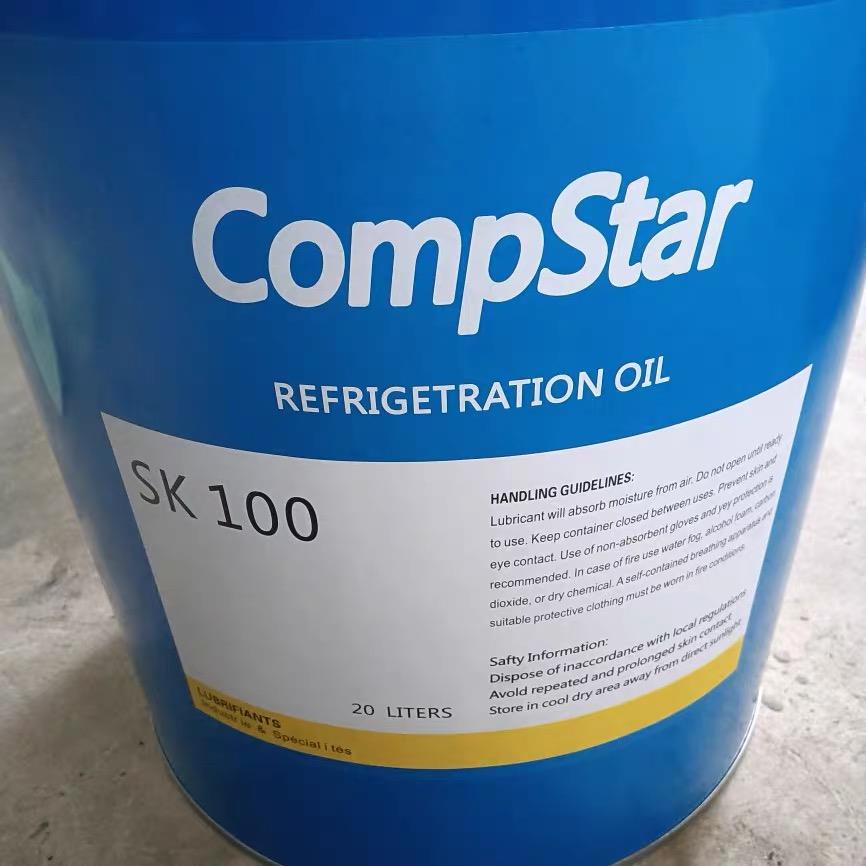 CompStar
REFRIGETRATION OIL
SK 100
HANDLING GUIDELINES:
Lubricant will absorb moisture from air. Do not open until ready
to use. Keep container closed between uses. Prevent skin and
eye contact. Use of non-absorbent gloves and yey protection is
recommended. In case of fire use water fog, alcohol foam, carbon
dioxide, or dry chemical. A self-contained breathing apparatus and
suitable protective clothing must be worn in fire conditions.
Safty Information:
Dispose of inaccordance with local regulations
Avold repeated and prolonged skin contact
Store in cool dry area away from direct sunlight
20 LITERS
LUBRIFIANTS
Industrie & Spécialités